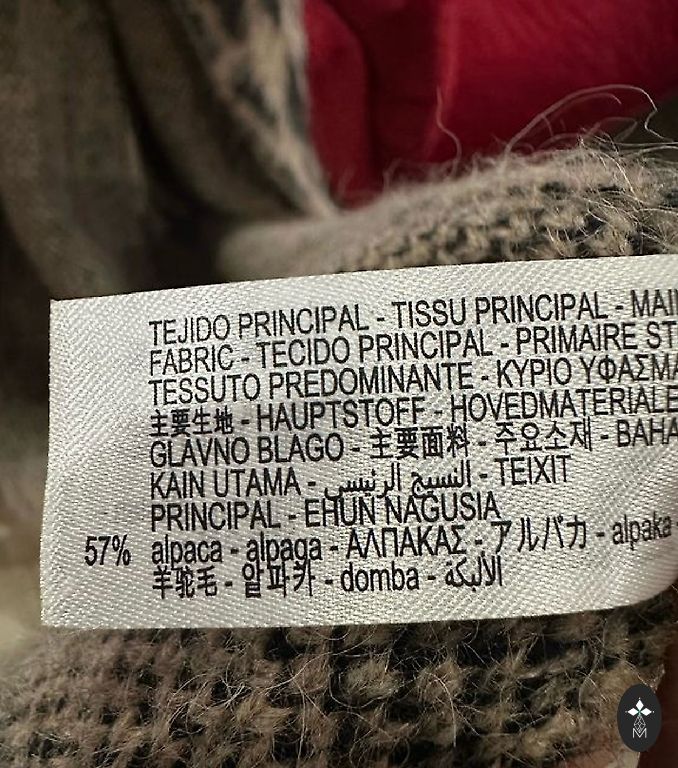 TEJIDO PRINCIPAL - TISSU PRINCIPAL - MAI
FABRIC - TECIDO PRINCIPAL - PRIMAIRE ST
TESSUTO PREDOMINANTE - ΚΥΡΙΟ ΥΦΑΣΜΑ
主要生地 - HAUPTSTOFF - HOVEDMATERIALE
GLAVNO BLAGO - 主要面料 - 주요소재 - BAHA
KAIN UTAMA - النسيج الرئيسي - TEIXIT
PRINCIPAL - EHUN NAGUSIA
57% alpaca - alpaga - ΑΛΠΑΚΑΣ - アルパカ - alpaka -
羊驼毛 - 알파카 - domba - الألبكة
M